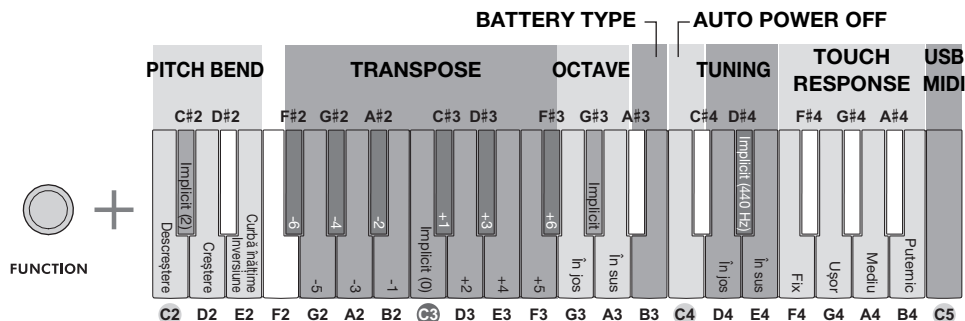 BATTERY TYPE AUTO POWER OFF
PITCH BEND TRANSPOSE OCTAVE TUNING TOUCH RESPONSE USB MIDI
C#2 D#2 F#2 G#2 A#2 C#3 D#3 F#3 G#3 A#3 C#4 D#4 F#4 G#4 A#4
Implicit (2) -6 -4 -2 +1 +3 +6 Implicit Implicit (440 Hz)
Descreștere Creștere Curbă înălțime Inversiune -5 -3 -1 Implicit (0) +2 +4 +5 În jos În sus În jos În sus Fix Ușor Mediu Puternic
FUNCTION
C2 D2 E2 F2 G2 A2 B2 C3 D3 E3 F3 G3 A3 B3 C4 D4 E4 F4 G4 A4 B4 C5